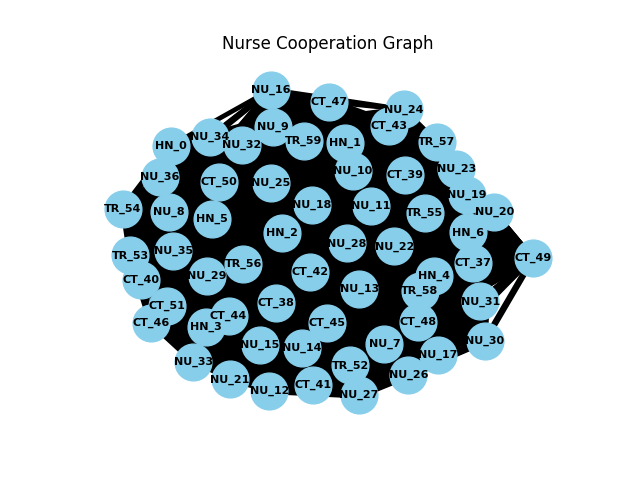 Nurse Cooperation Graph
NU_16
CT_47
NU_24
NU_9
CT_43
NU_34
TR_59
HN_1
TR_57
HN_0
NU_32
NU_10
NU_23
NU_36
CT_50
NU_25
CT_39
NU_19
TR_54
NU_8
HN_5
NU_18
NU_11
TR_55
NU_20
HN_2
HN_6
NU_28
NU_22
TR_53
NU_35
TR_56
CT_37
CT_49
CT_40
NU_29
CT_42
HN_4
NU_13
TR_58
CT_51
CT_38
NU_31
CT_46
HN_3
CT_44
CT_45
CT_48
NU_30
NU_15
NU_14
NU_7
NU_17
NU_33
TR_52
NU_21
NU_26
NU_12
CT_41
NU_27